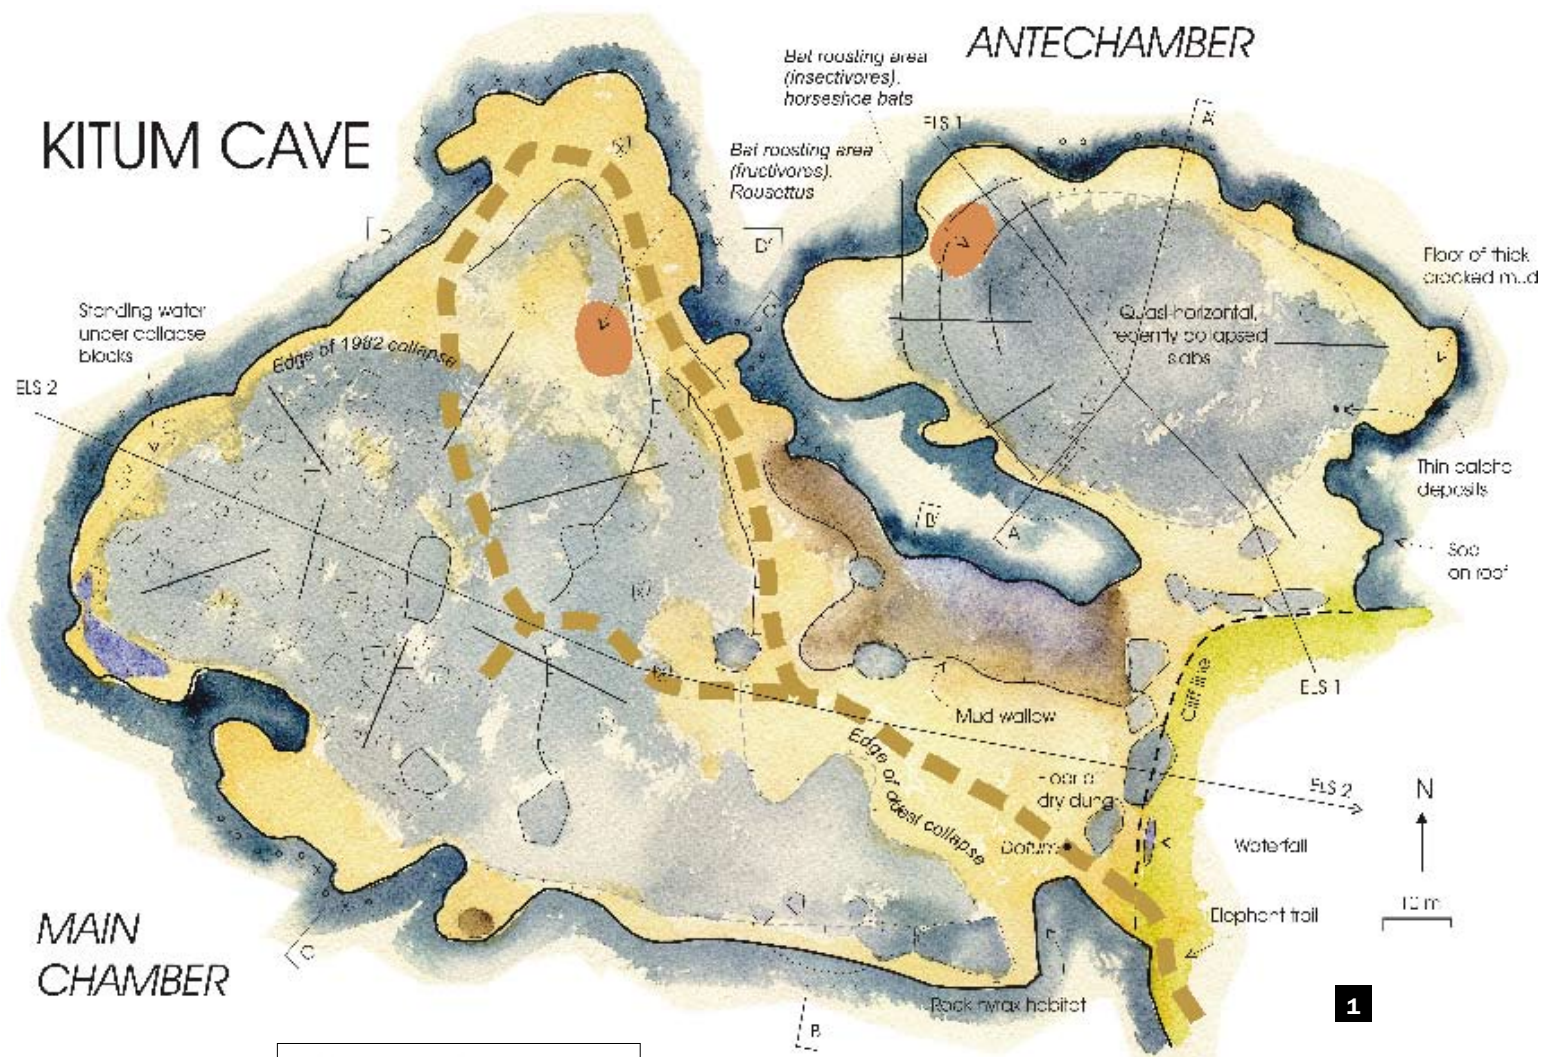 KITUM CAVE
ANTECHAMBER
Bat roosting area
(insectivores),
horseshoe bats
Bat roosting area
(fructivores),
Rousettus
ELS 1
A'
D
D'
C'
Floor of thick
cracked mud
Standing water
under collapse
blocks
Edge of 1982 collapse
Quasi-horizontal,
recently collapsed
slabs
ELS 2
Thin calcite
deposits
B'
A
on roof
(x)
ELS 1
Cliff line
Mud wallow
Edge of
oldest collapse
Floor of
dry dung
ELS 2
N
Datum
Waterfall
10 m
Elephant trail
MAIN
CHAMBER
C
Rock hyrax habitat
B
1